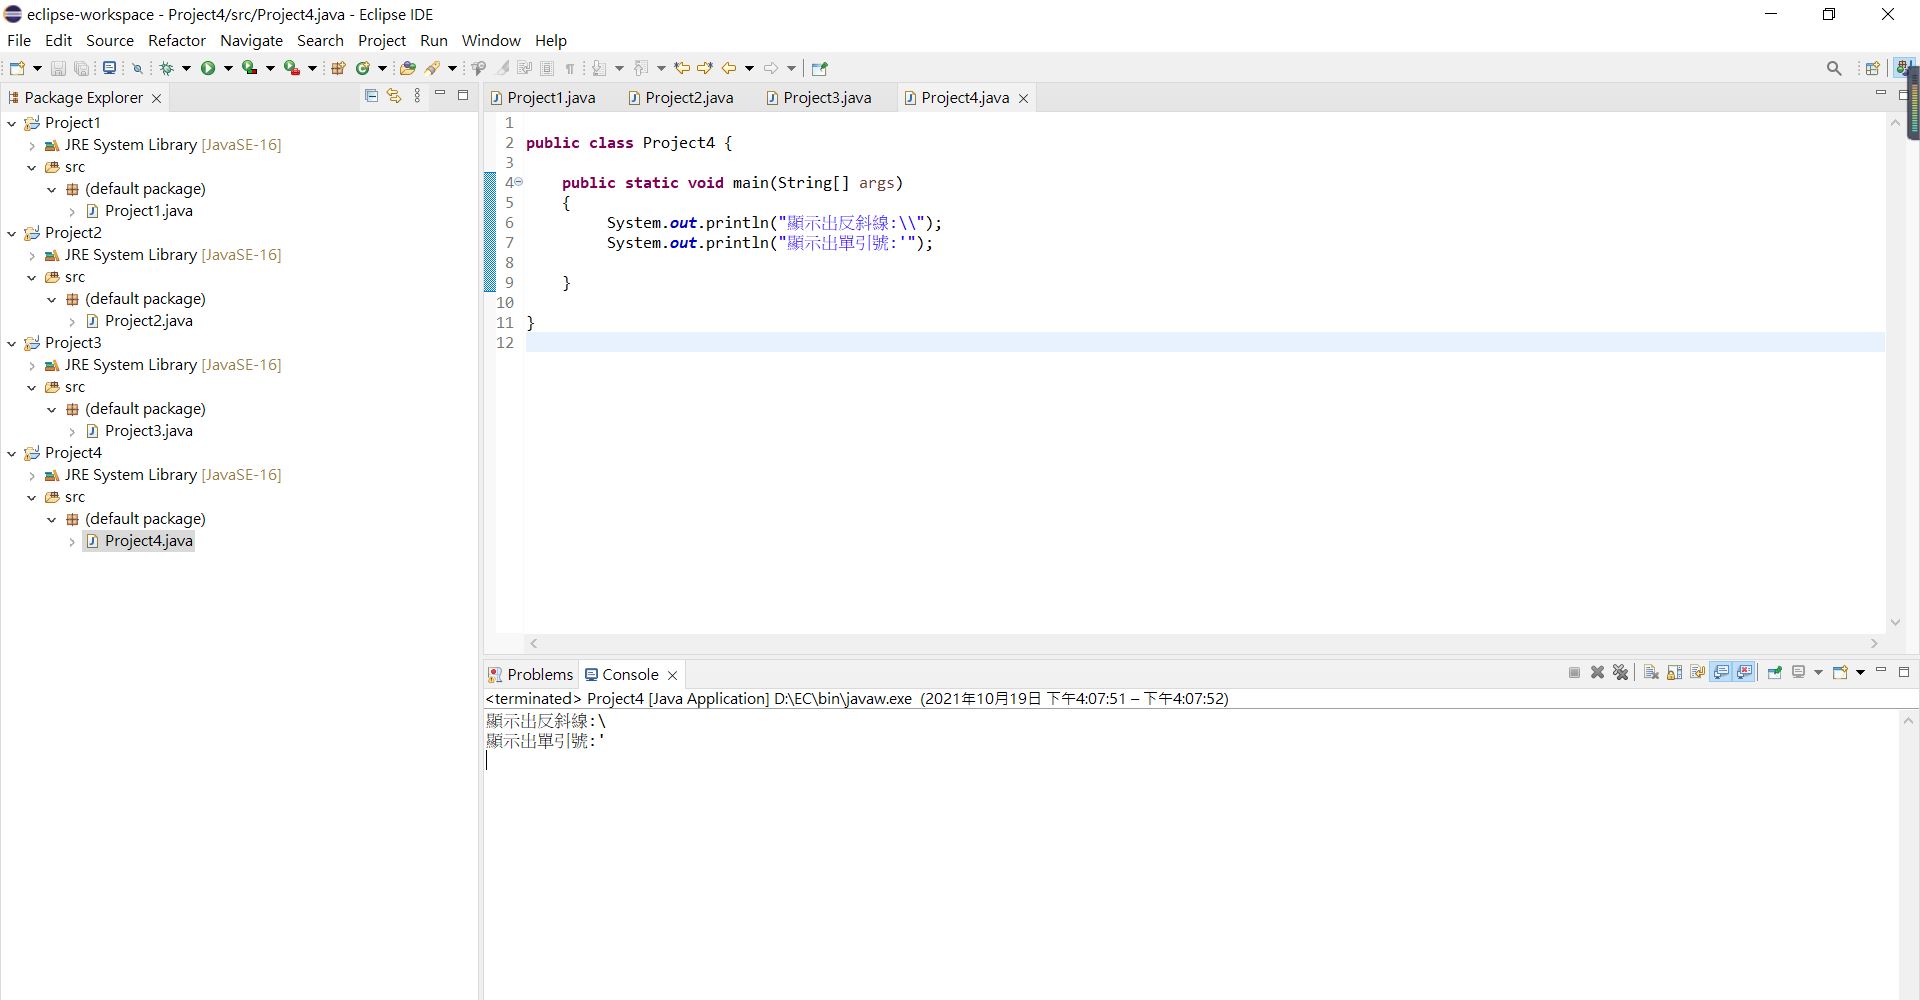 eclipse-workspace - Project4/src/Project4.java - Eclipse IDE
File Edit Source Refactor Navigate Search Project Run Window Help
Package Explorer
Project1
JRE System Library [JavaSE-16]
src
(default package)
Project1.java
Project2
JRE System Library [JavaSE-16]
src
(default package)
Project2.java
Project3
JRE System Library [JavaSE-16]
src
(default package)
Project3.java
Project4
JRE System Library [JavaSE-16]
src
(default package)
Project4.java
Project1.java Project2.java Project3.java Project4.java
1
2 public class Project4 {
3
4 public static void main(String[] args)
5 {
6 System.out.println("顯示出反斜線:\\");
7 System.out.println("顯示出單引號:'");
8
9 }
10
11 }
12
Problems Console
<terminated> Project4 [Java Application] D:\EC\bin\javaw.exe (2021年10月19日 下午4:07:51 – 下午4:07:52)
顯示出反斜線:\
顯示出單引號:'